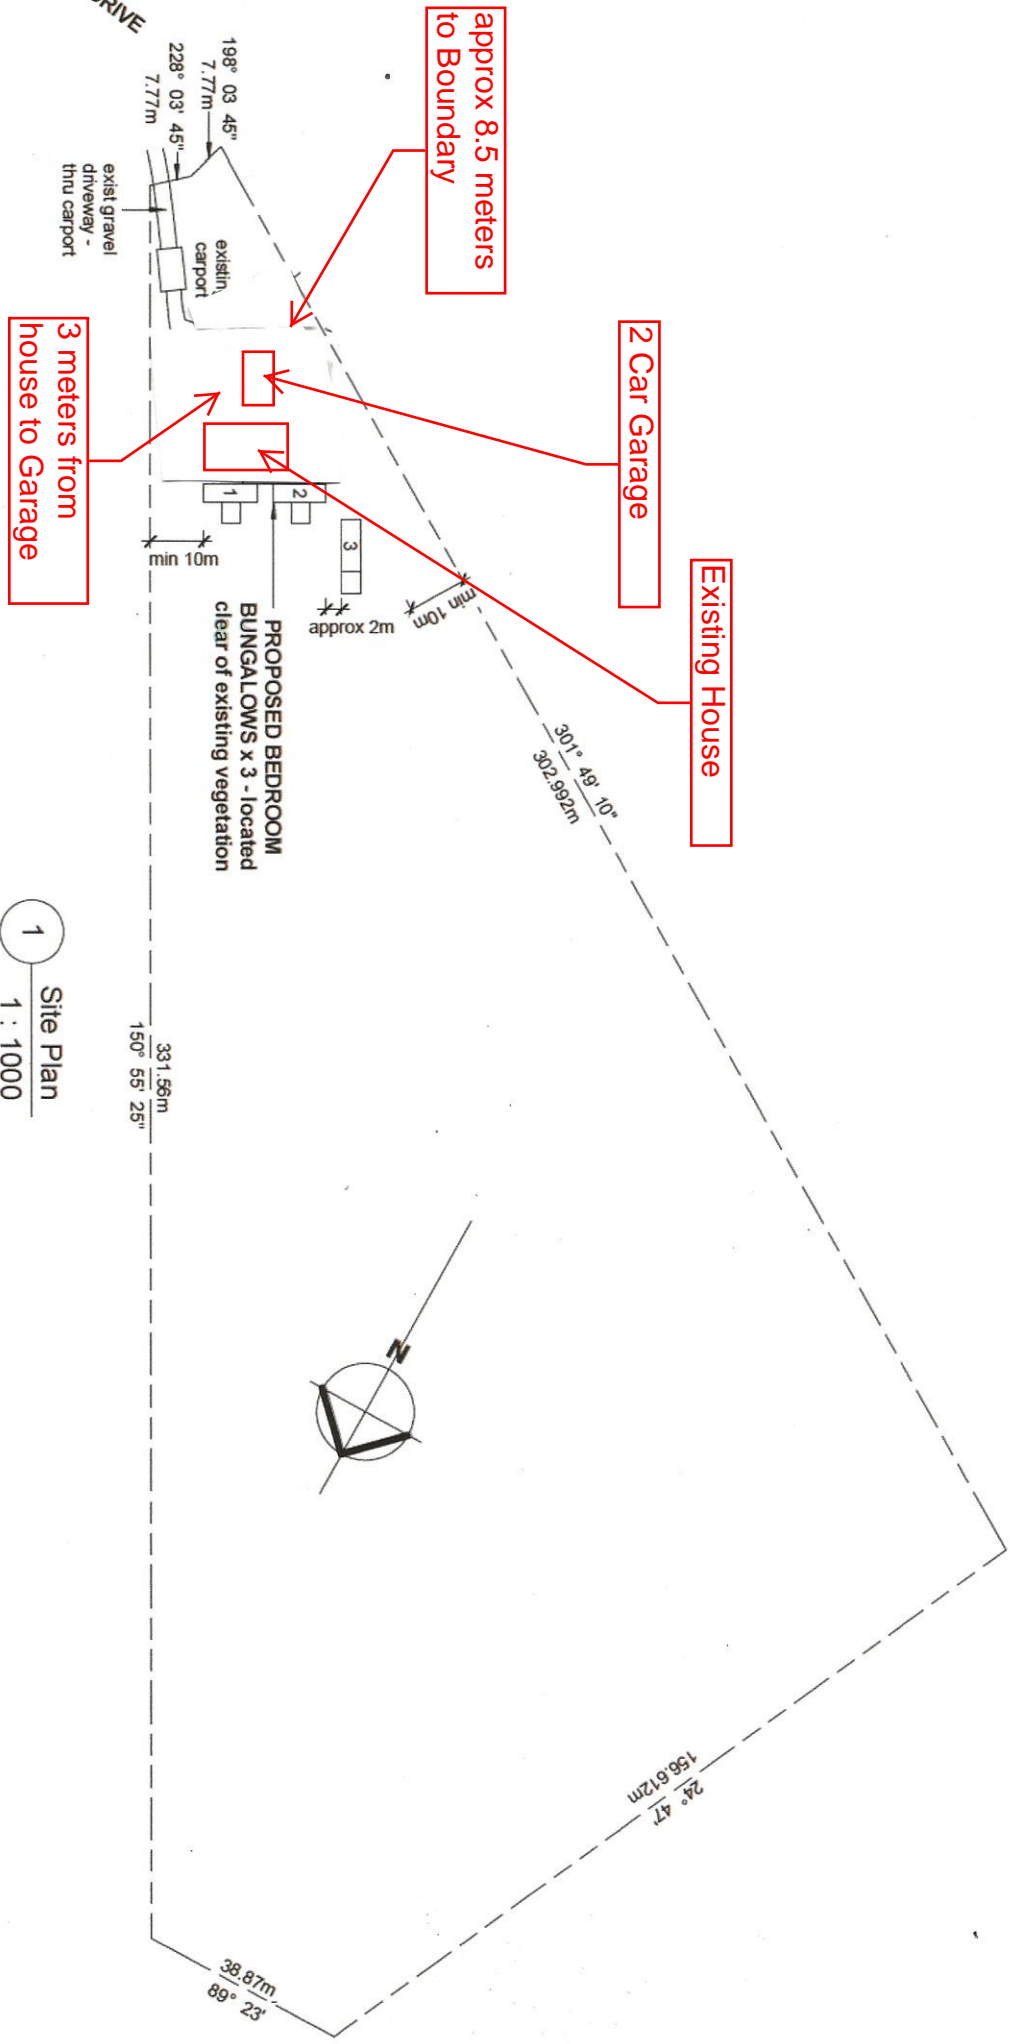 DRIVE
198° 03 45"
7.77m
228° 03' 45"
7.77m
exist gravel
driveway -
thru carport
existin
carport
approx 8.5 meters
to Boundary
2 Car Garage
3 meters from
house to Garage
Existing House
1
2
3
min 10m
approx 2m
min 10m
PROPOSED BEDROOM
BUNGALOWS x 3 - located
clear of existing vegetation
301° 49' 10"
302.992m
331.56m
150° 55' 25"
1
Site Plan
1 : 1000
N
24° 47'
156.612m
38.87m
89° 23'